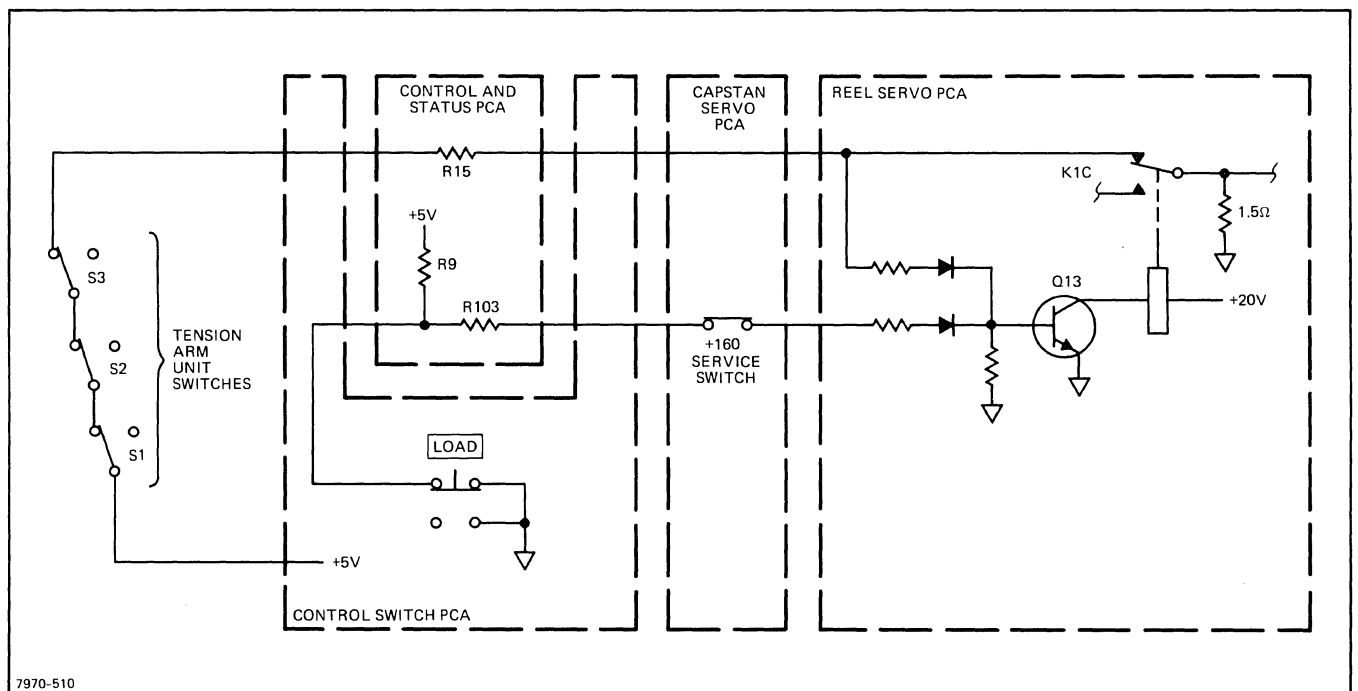 CONTROL AND
STATUS PCA
CAPSTAN
SERVO
PCA
REEL SERVO PCA
R15
K1C
1.5Ω
+5V
R9
S3
R103
Q13
+20V
TENSION
ARM
UNIT
SWITCHES
S2
+160
SERVICE
SWITCH
S1
LOAD
+5V
CONTROL SWITCH PCA
7970-510